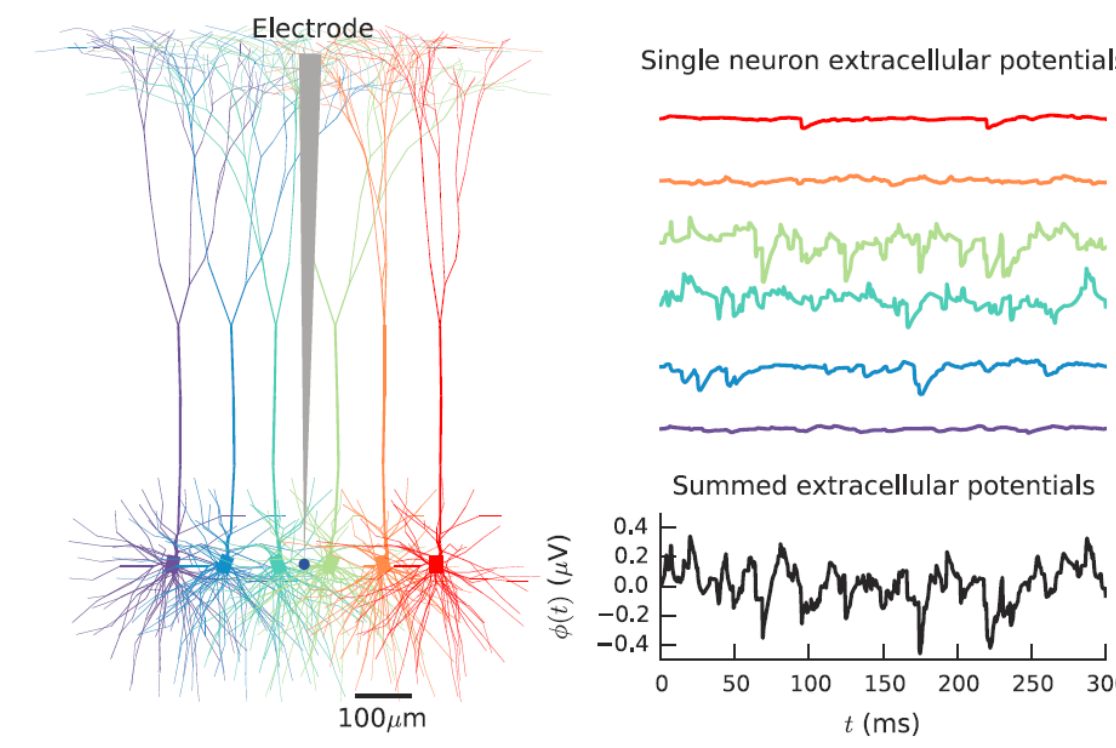 Electrode
100μm
Single neuron extracellular potentials
Summed extracellular potentials
ϕ(t) (μV)
0.4
0.2
0.0
−0.2
−0.4
0 50 100 150 200 250 30
t (ms)